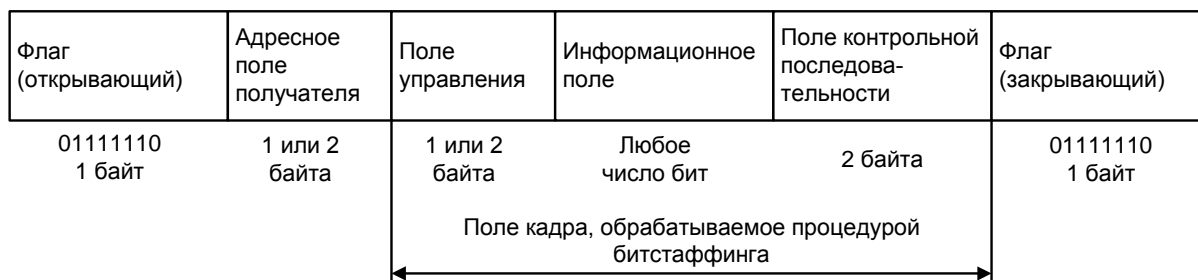 Флаг
(открывающий)
Адресное
поле
получателя
Поле
управления
Информационное
поле
Поле контрольной
последова-
тельности
Флаг
(закрывающий)
01111110
1 байт
1 или 2
байта
1 или 2
байта
Любое
число бит
2 байта
01111110
1 байт
Поле кадра, обрабатываемое процедурой
битстаффинга